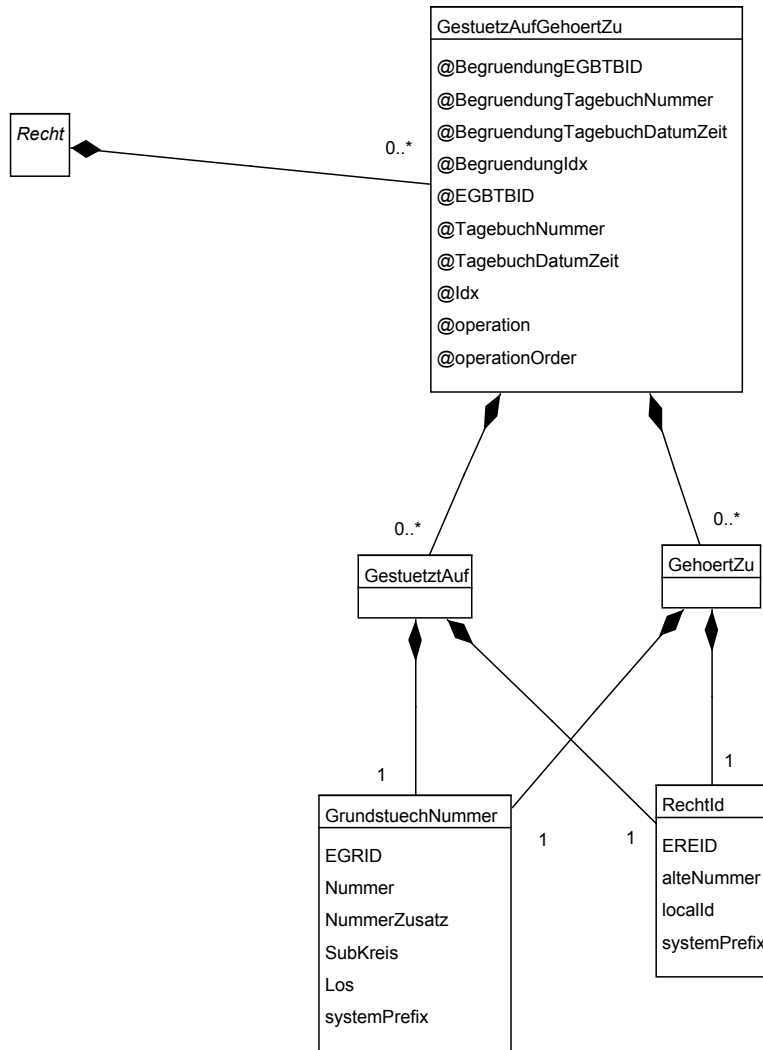 GestuetzAufGehoertZu
@BegruendungEGBTBID
@BegruendungTagebuchNummer
@BegruendungTagebuchDatumZeit
@BegruendungIdx
@EGBTBID
@TagebuchNummer
@TagebuchDatumZeit
@Idx
@operation
@operationOrder
Recht
0..*
0..*
0..*
GestuetztAuf
GehoertZu
1
1
GrundstuechNummer
EGRID
Nummer
NummerZusatz
SubKreis
Los
systemPrefix
1
1
RechtId
EREID
alteNummer
localId
systemPrefix